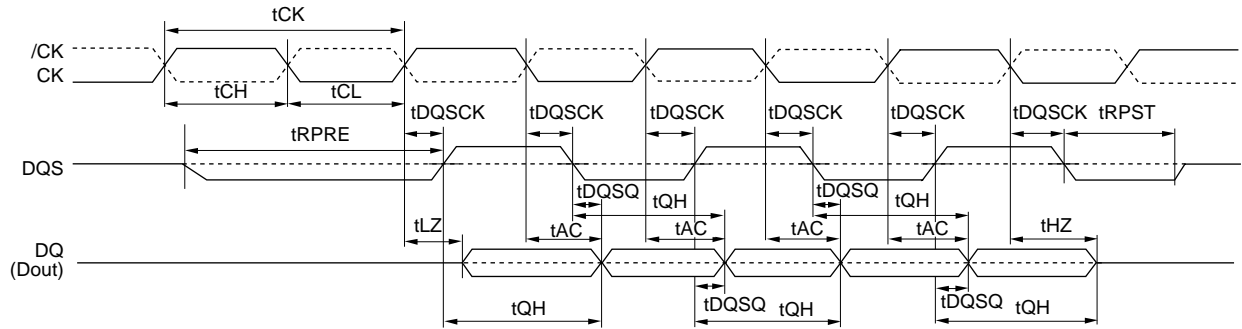 tCK
/CK
CK
tCH tCL
tDQSCK tDQSCK tDQSCK tDQSCK tDQSCK tDQSCK
tRPRE tRPST
DQS
tDQSQ tDQSQ
tQH tQH
tLZ tAC tAC tAC tAC tHZ
DQ
(Dout)
tDQSQ tDQSQ
tQH tQH tQH